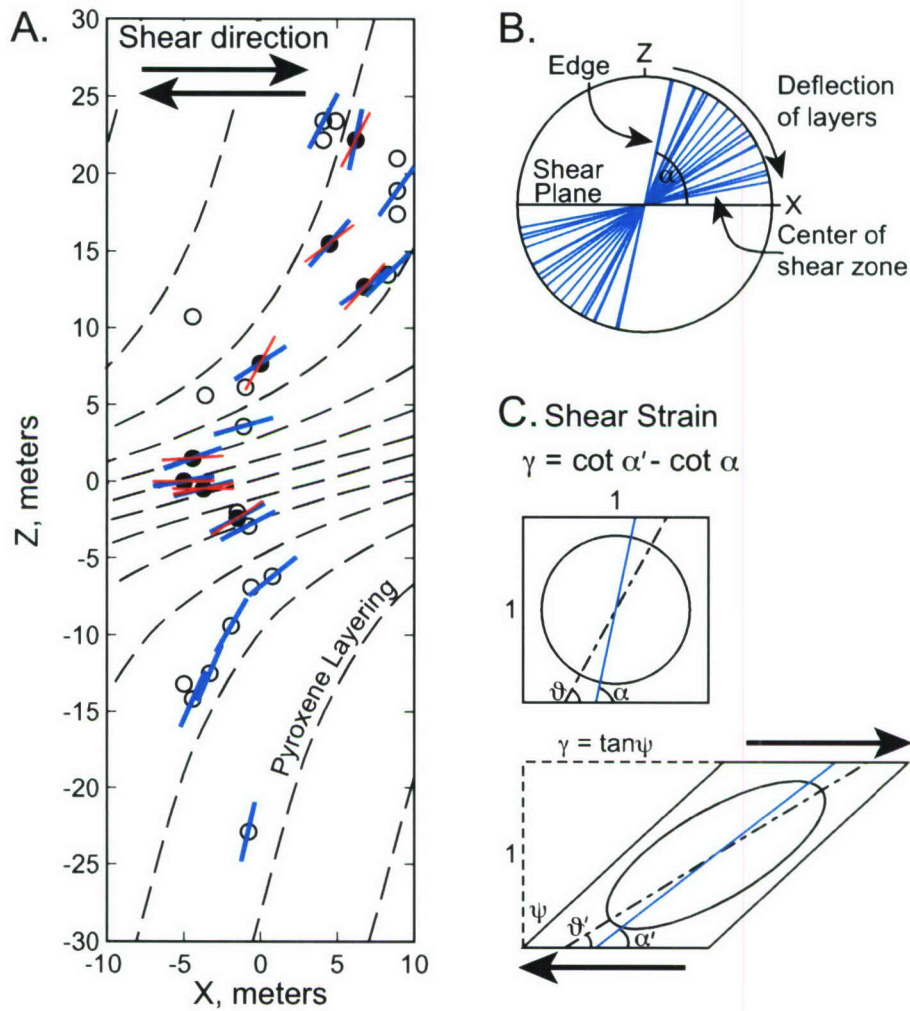 A.
Shear direction
30
25
20
15
10
5
0
-5
-10
-15
-20
-25
-30
Z, meters
-10
-5
0
5
10
X, meters
Pyroxene Layering
B.
Z
Edge
Deflection
of layers
α
Shear
Plane
X
Center of
shear zone
C. Shear Strain
γ = cot α' - cot α
1
1
ϑ
α
γ = tanψ
1
ψ
ϑ'
α'